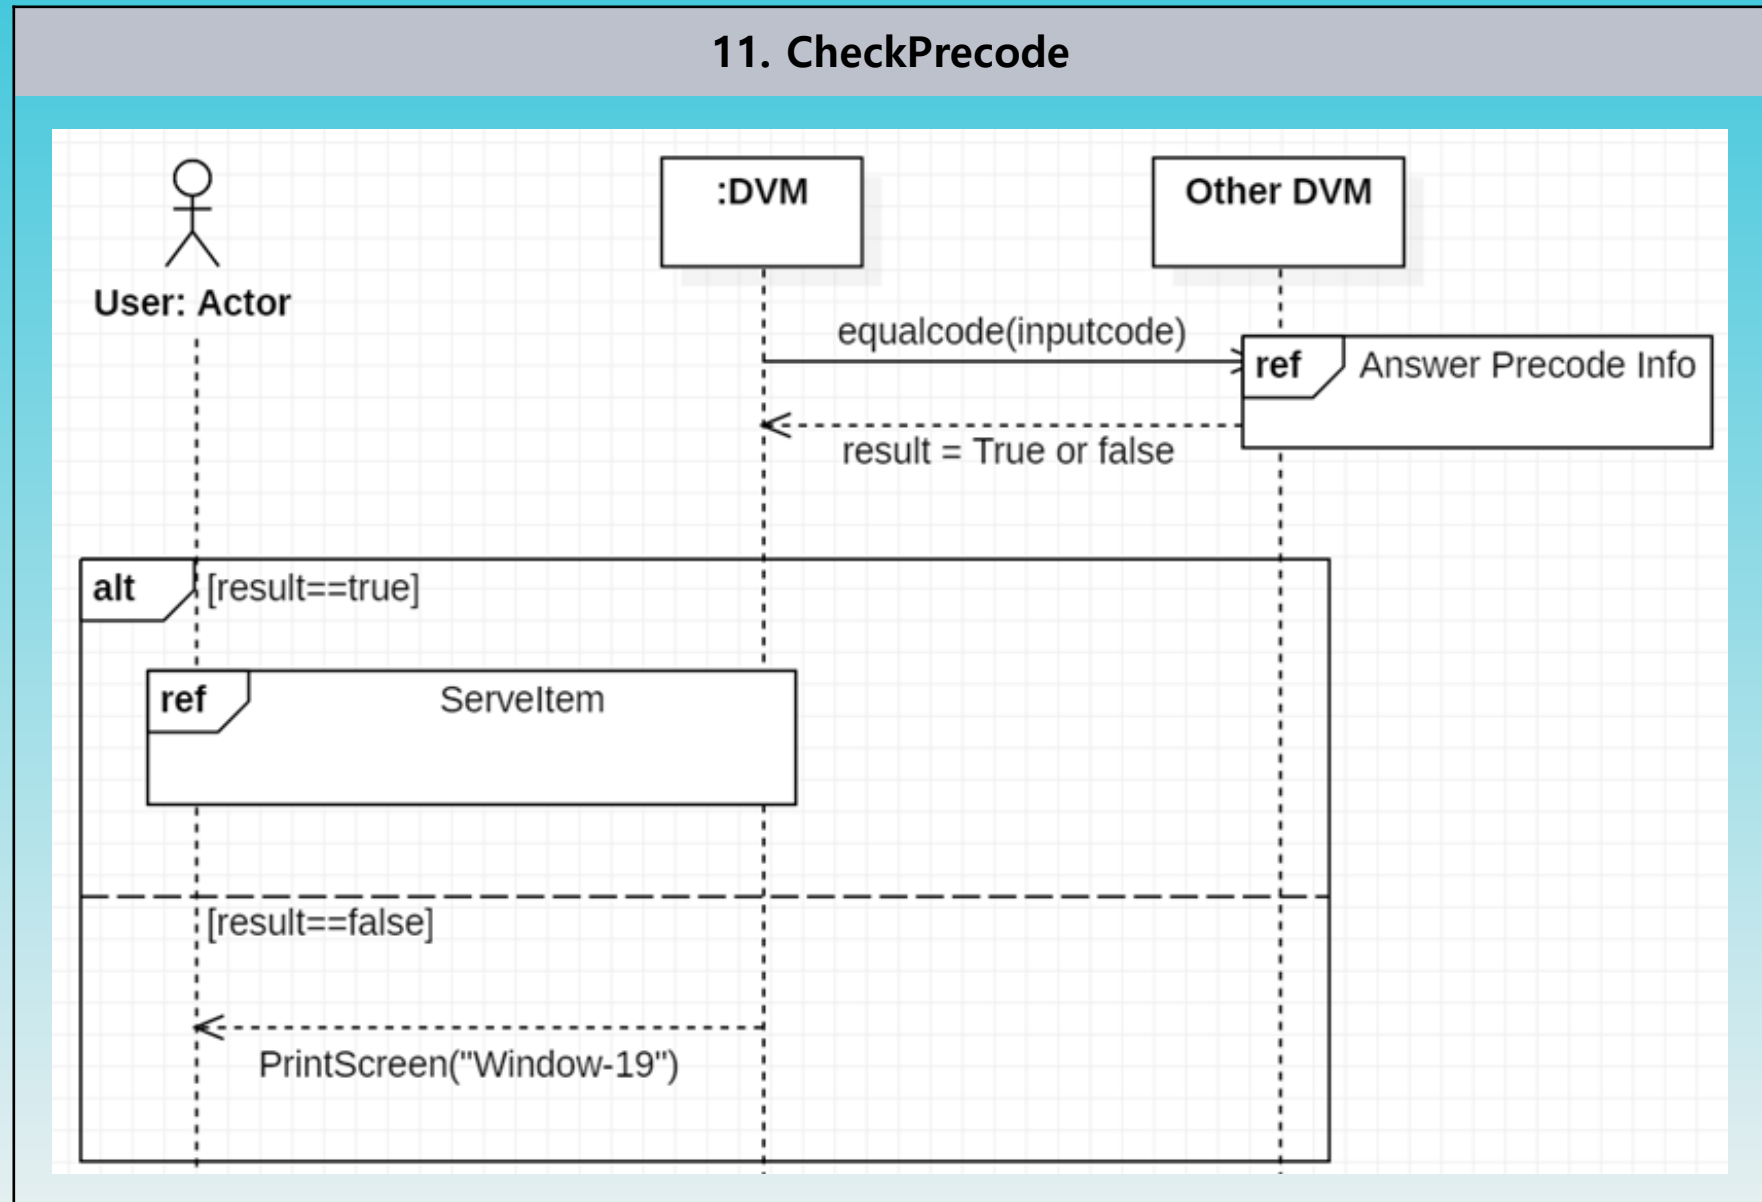 11. CheckPrecode
:DVM
Other DVM
User: Actor
equalcode(inputcode)
ref
Answer Precode Info
result = True or false
alt
[result==true]
ref
ServeItem
[result==false]
PrintScreen("Window-19")